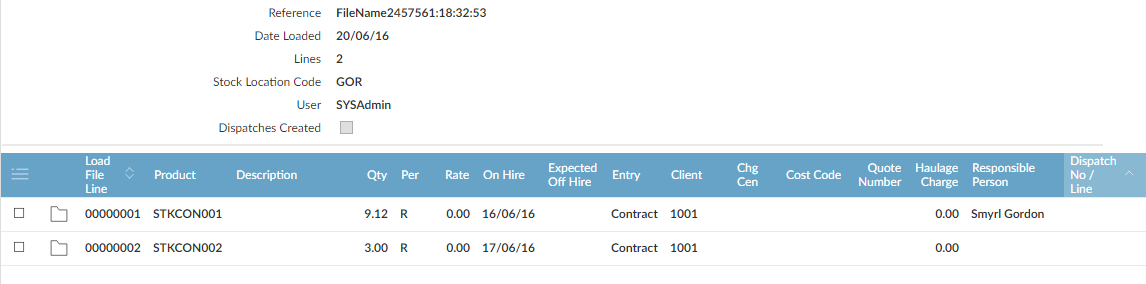 Reference FileName2457561:18:32:53
Date Loaded 20/06/16
Lines 2
Stock Location Code GOR
User SYSAdmin
Dispatches Created
Load File Line Product Description Qty Per Rate On Hire Expected Off Hire Entry Client Chg Cen Cost Code Quote Number Haulage Charge Responsible Person Dispatch No / Line
00000001 STKCON001 9.12 R 0.00 16/06/16 Contract 1001 0.00 Smyrl Gordon
00000002 STKCON002 3.00 R 0.00 17/06/16 Contract 1001 0.00